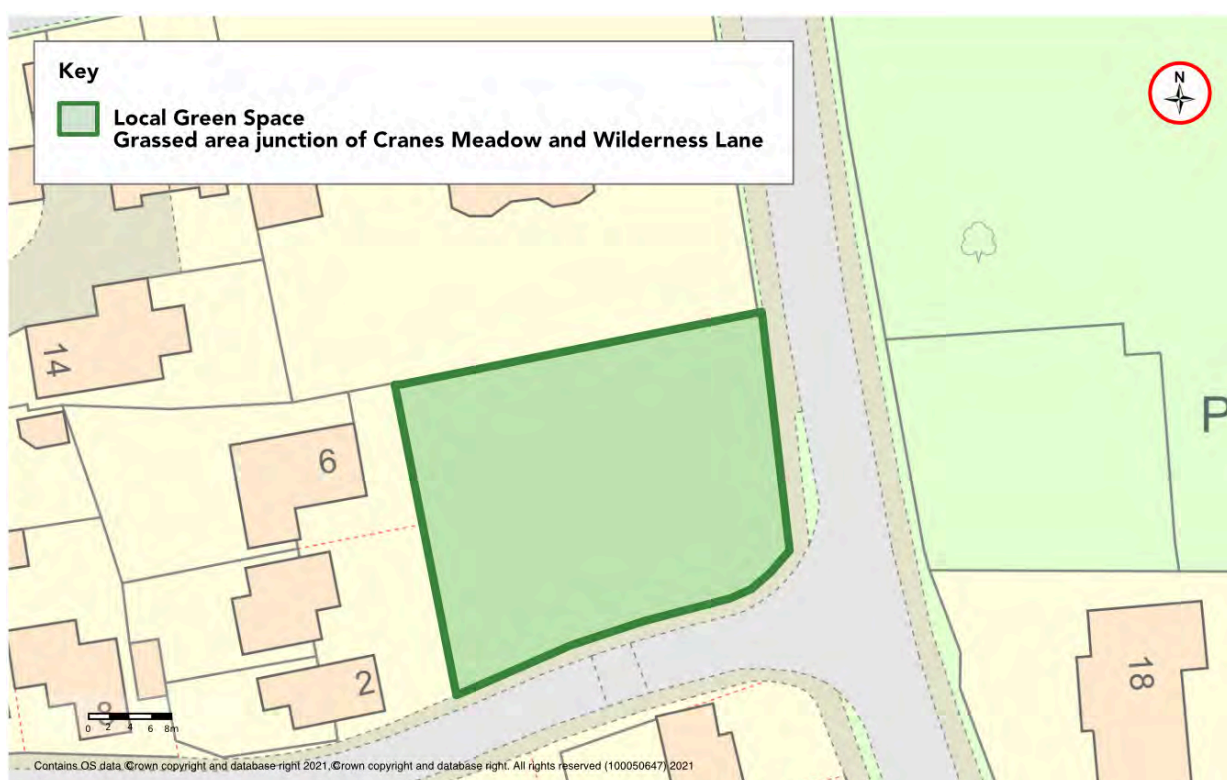 Key
Local Green Space
Grassed area junction of Cranes Meadow and Wilderness Lane
N
14
6
P
2
18
8
0 2 4 6 8m
Contains OS data ©Crown copyright and database right 2021,©Crown copyright and database right. All rights reserved (100050647) 2021